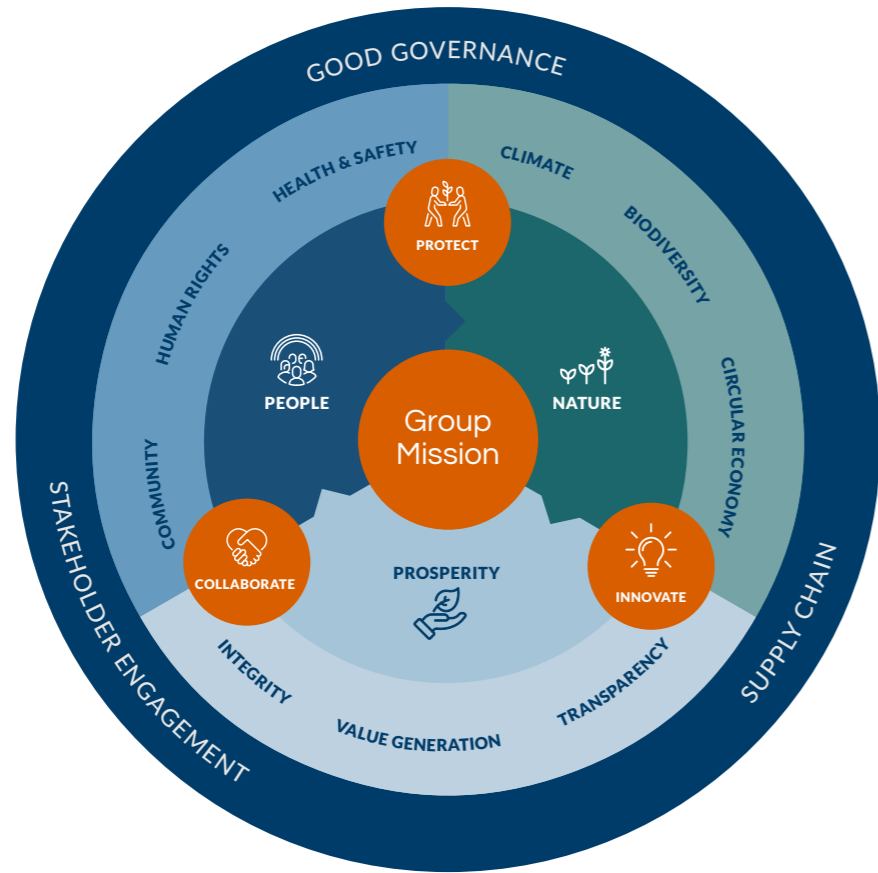 GOOD GOVERNANCE
HEALTH & SAFETY
CLIMATE
PROTECT
BIODIVERSITY
HUMAN RIGHTS
PEOPLE
NATURE
Group
Mission
CIRCULAR ECONOMY
COMMUNITY
COLLABORATE
PROSPERITY
INNOVATE
STAKEHOLDER ENGAGEMENT
SUPPLY CHAIN
INTEGRITY
VALUE GENERATION
TRANSPARENCY